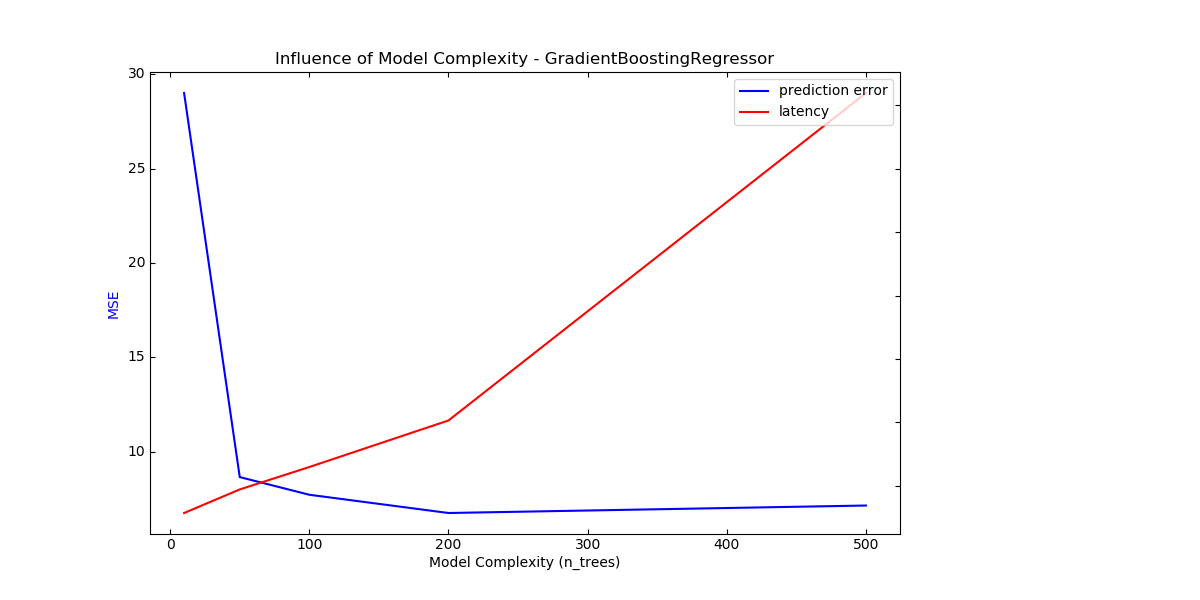 Influence of Model Complexity - GradientBoostingRegressor
prediction error
latency
30
25
20
15
10
MSE
0 100 200 300 400 500
Model Complexity (n_trees)